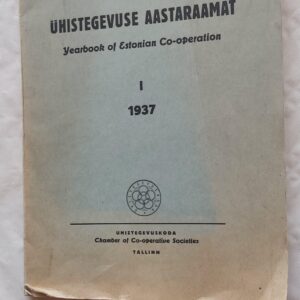 ÜHISTEGEVUSE AASTARAAMAT
Yearbook of Estonian Co-operation
I
1937
ÜHISTEGEVUSKODA
Chamber of Co-operative Societies
TALLINN